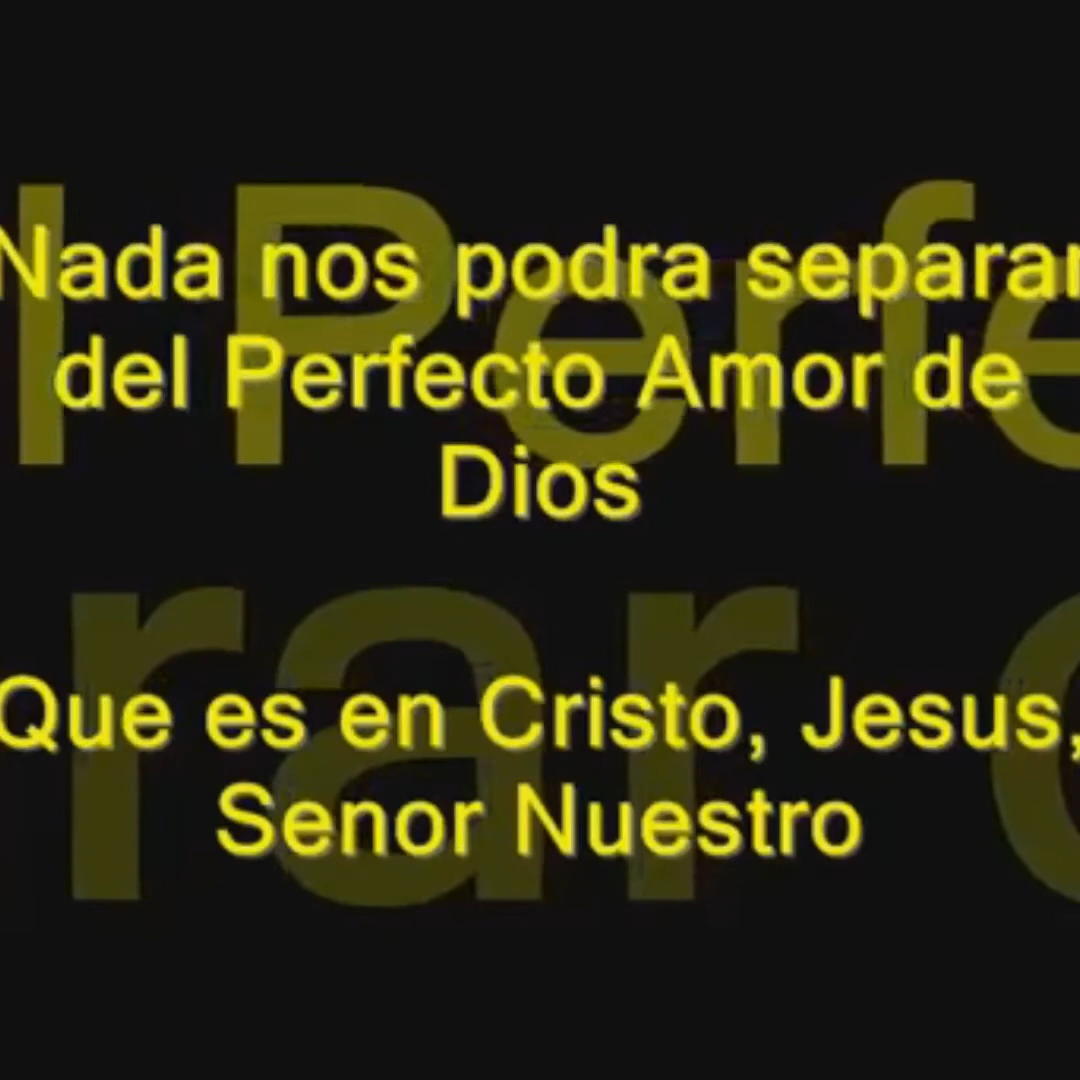 Nada nos podra separar
del Perfecto Amor de
Dios
Que es en Cristo, Jesus,
Senor Nuestro